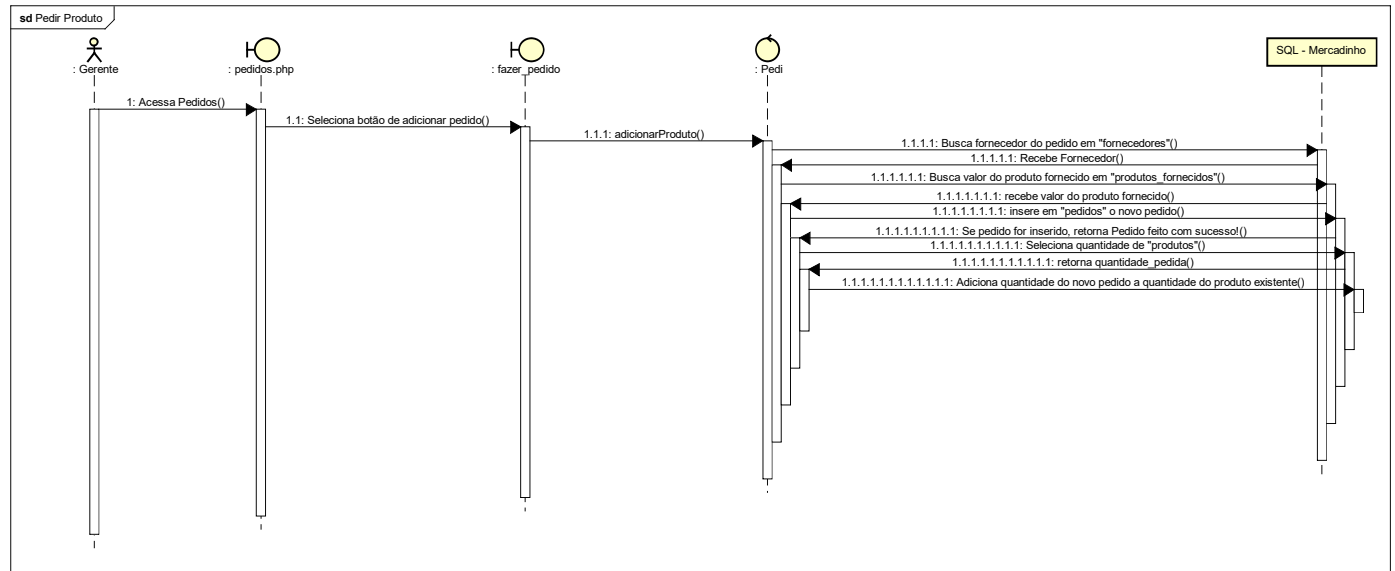 sd Pedir Produto
: Gerente
: pedidos.php
: fazer_pedido
: Pedi
SQL - Mercadinho
1: Acessa Pedidos()
1.1: Seleciona botão de adicionar pedido()
1.1.1: adicionarProduto()
1.1.1.1: Busca fornecedor do pedido em "fornecedores"()
1.1.1.1.1: Recebe Fornecedor()
1.1.1.1.1.1: Busca valor do produto fornecido em "produtos_fornecidos"()
1.1.1.1.1.1.1: recebe valor do produto fornecido()
1.1.1.1.1.1.1.1: insere em "pedidos" o novo pedido()
1.1.1.1.1.1.1.1.1: Se pedido for inserido, retorna Pedido feito com sucesso!()
1.1.1.1.1.1.1.1.1.1: Seleciona quantidade de "produtos"()
1.1.1.1.1.1.1.1.1.1.1: retorna quantidade_pedida()
1.1.1.1.1.1.1.1.1.1.1.1: Adiciona quantidade do novo pedido a quantidade do produto existente()